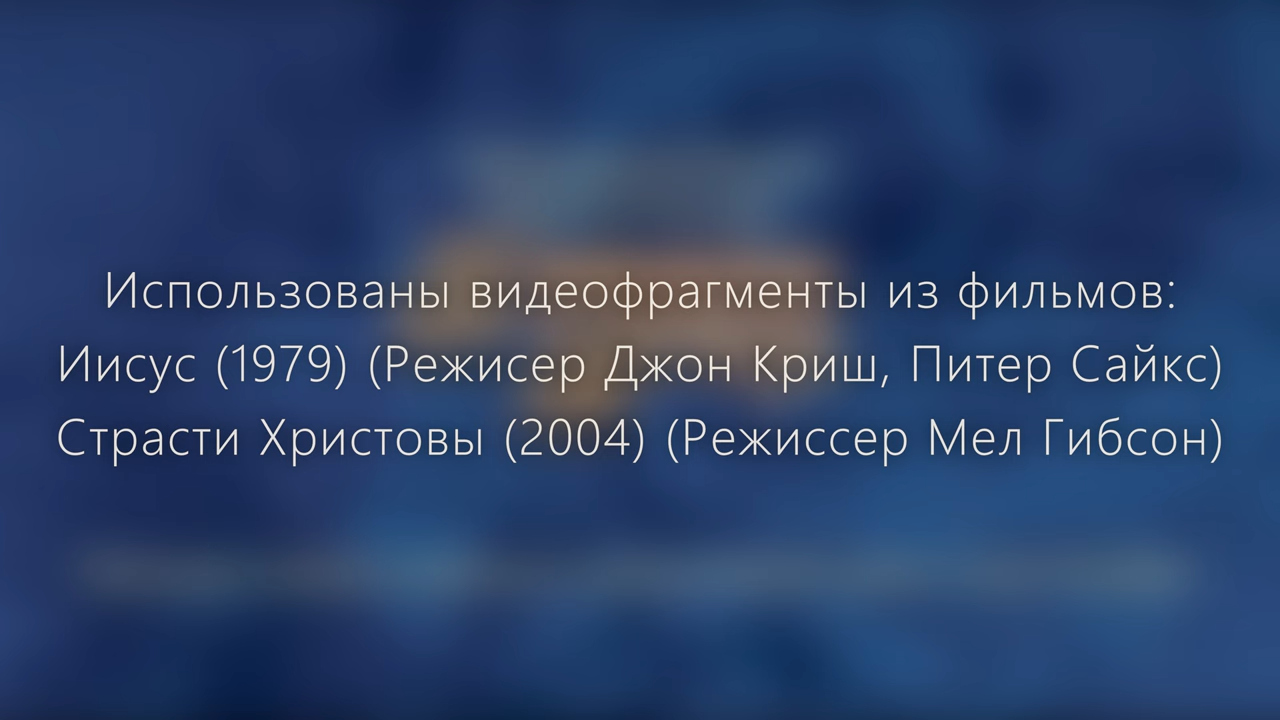 Использованы видеофрагменты из фильмов:
Иисус (1979) (Режисер Джон Криш, Питер Сайкс)
Страсти Христовы (2004) (Режиссер Мел Гибсон)